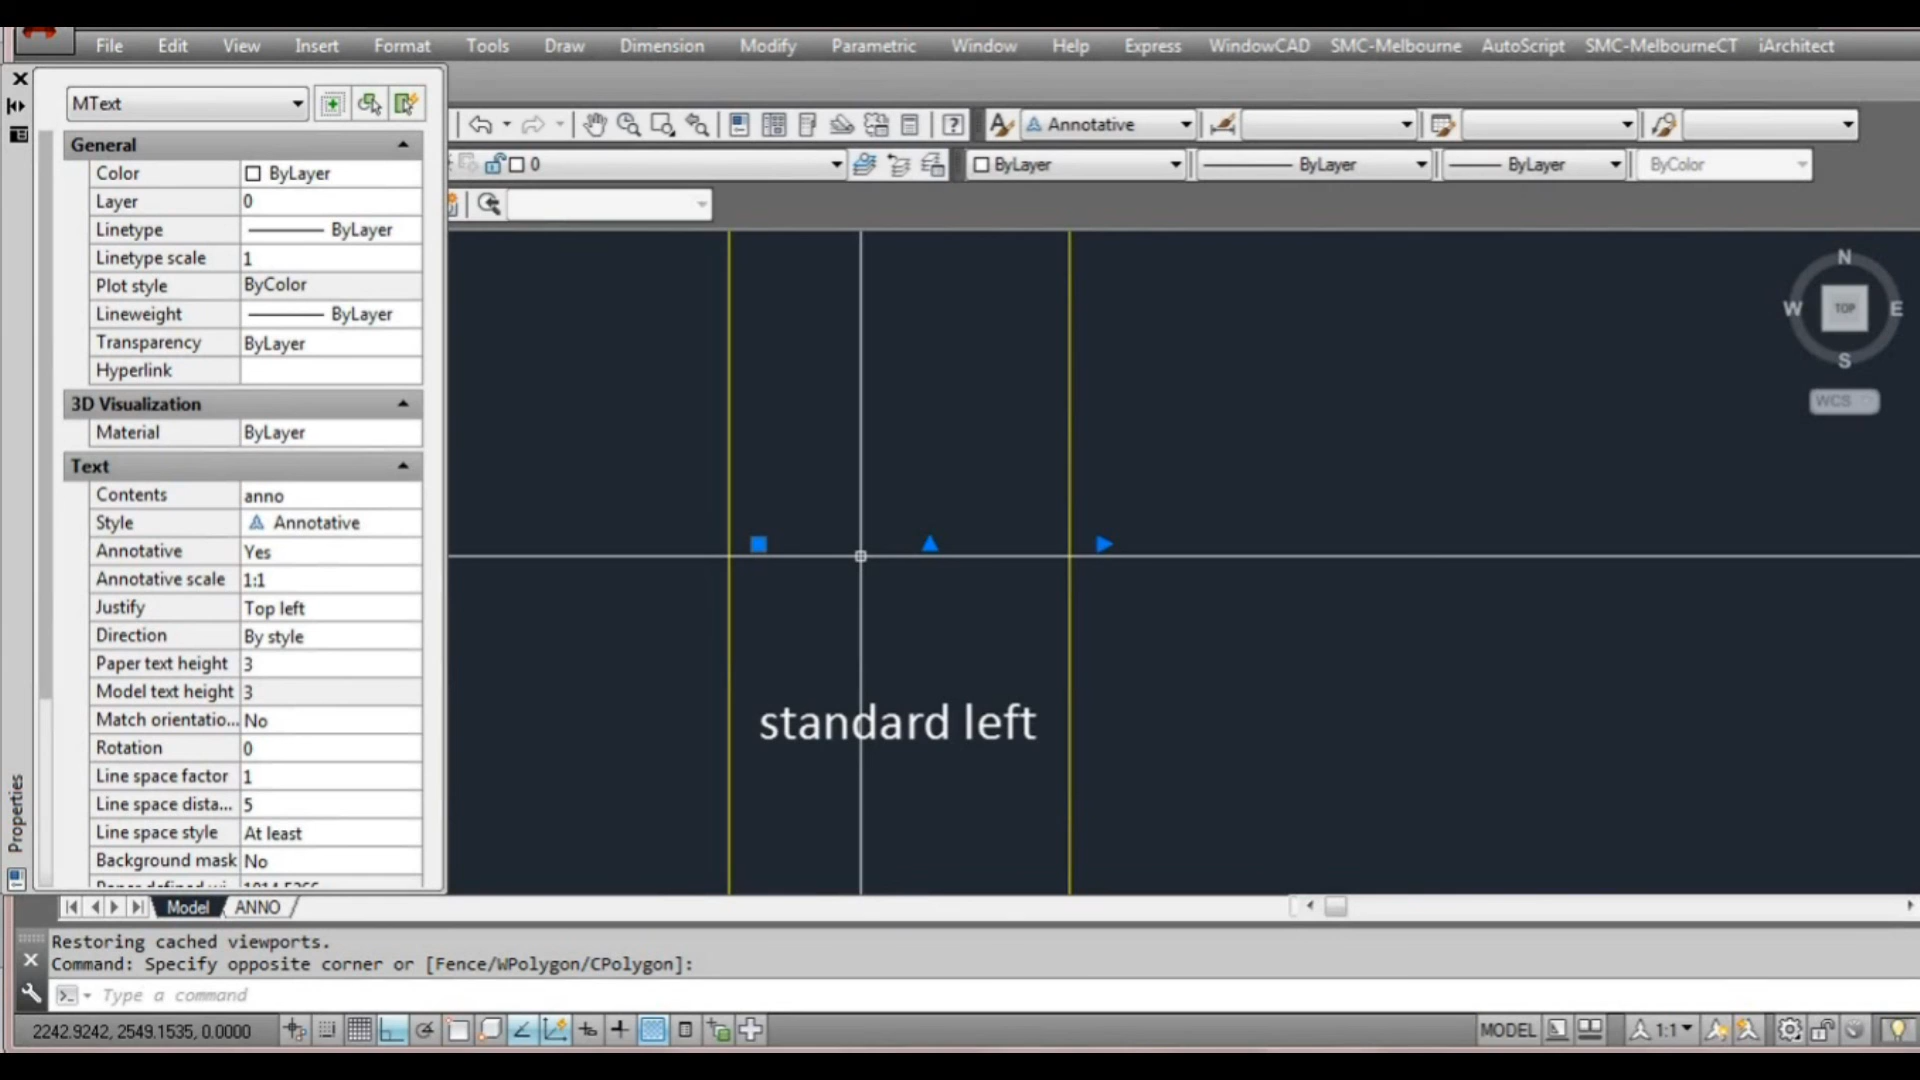 File Edit View Insert Format Tools Draw Dimension Modify Parametric Window Help Express WindowCAD SMC-Melbourne AutoScript SMC-MelbourneCT iArchitect
MText
Annotative
General
0
ByLayer
ByLayer
ByLayer
ByColor
Color ByLayer
Layer 0
Linetype ByLayer
Linetype scale 1
Plot style ByColor
Lineweight ByLayer
Transparency ByLayer
Hyperlink
3D Visualization
Material ByLayer
Text
Contents anno
Style Annotative
Annotative Yes
Annotative scale 1:1
Justify Top left
Direction By style
Paper text height 3
Model text height 3
Match orientatio... No
Rotation 0
Line space factor 1
Line space dista... 5
Line space style At least
Background mask No
Properties
N
W TOP E
S
WCS
standard left
Model ANNO
Restoring cached viewports.
Command: Specify opposite corner or [Fence/WPolygon/CPolygon]:
Type a command
2242.9242, 2549.1535, 0.0000
MODEL
1:1